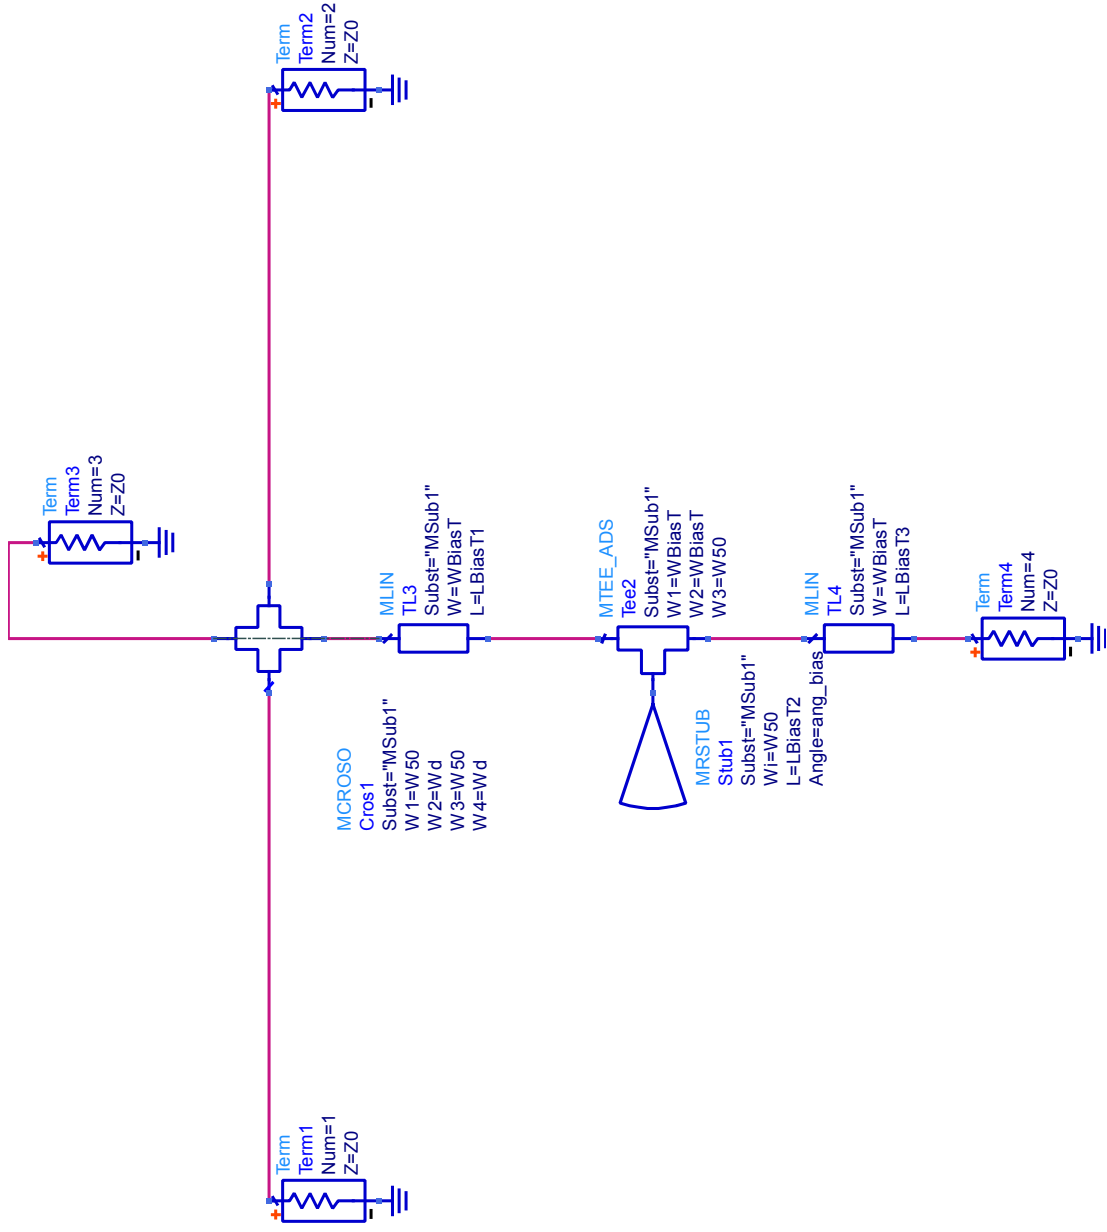 Term
Term2
Num=2
Z=Z0
Term
Term3
Num=3
Z=Z0
MLIN
TL3
Subst="MSub1"
W=WBiasT
L=LBiasT1
MTEE_ADS
Tee2
Subst="MSub1"
W1=WBiasT
W2=WBiasT
W3=W50
MLIN
TL4
Subst="MSub1"
W=WBiasT
L=LBiasT3
Term
Term4
Num=4
Z=Z0
MCROSO
Cros1
Subst="MSub1"
W1=W50
W2=Wd
W3=W50
W4=Wd
MRSTUB
Stub1
Subst="MSub1"
Wi=W50
L=LBiasT2
Angle=ang_bias
Term
Term1
Num=1
Z=Z0